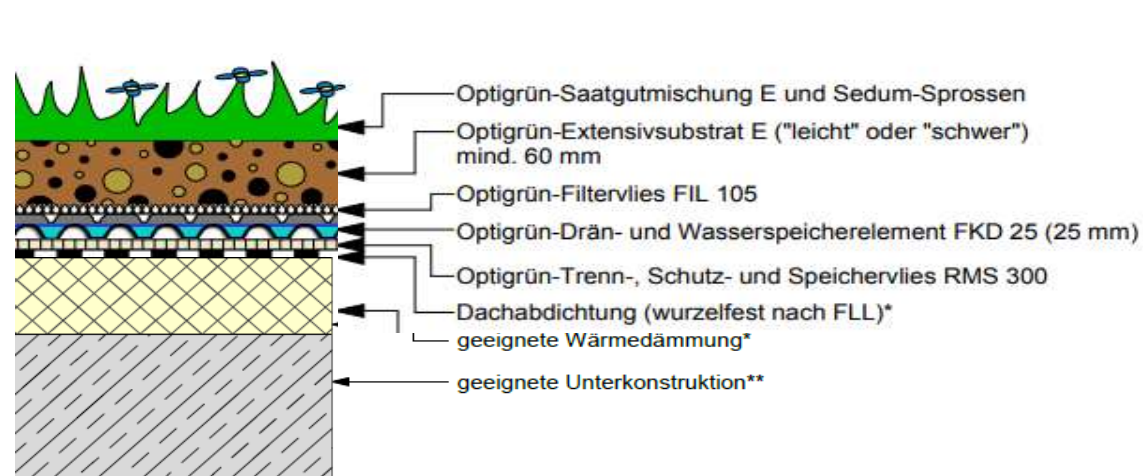 Optigrün-Saatgutmischung E und Sedum-Sprossen
Optigrün-Extensivsubstrat E ("leicht" oder "schwer")
mind. 60 mm
Optigrün-Filtervlies FIL 105
Optigrün-Drän- und Wasserspeicherelement FKD 25 (25 mm)
Optigrün-Trenn-, Schutz- und Speichervlies RMS 300
Dachabdichtung (wurzelfest nach FLL)*
geeignete Wärmedämmung*
geeignete Unterkonstruktion**